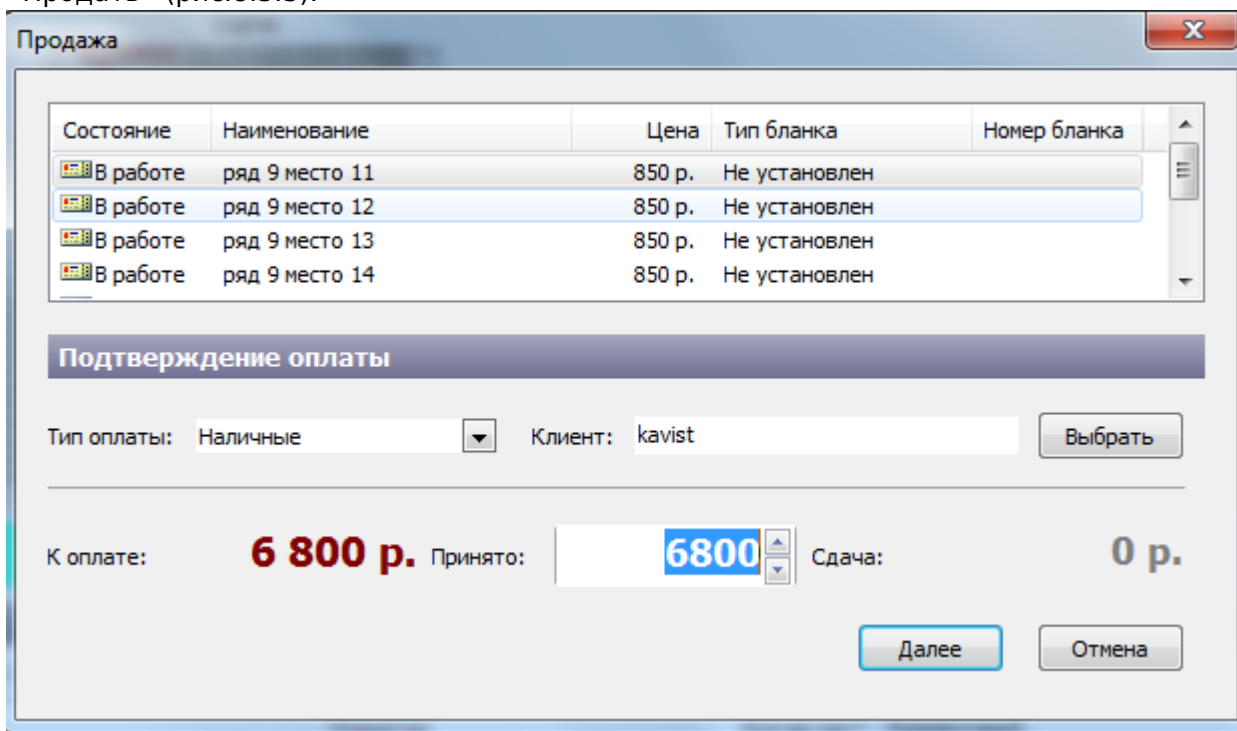 Продажа
Состояние Наименование Цена Тип бланка Номер бланка
В работе ряд 9 место 11 850 р. Не установлен
В работе ряд 9 место 12 850 р. Не установлен
В работе ряд 9 место 13 850 р. Не установлен
В работе ряд 9 место 14 850 р. Не установлен
Подтверждение оплаты
Тип оплаты: Наличные Клиент: kavist Выбрать
К оплате: 6 800 р. Принято: 6800 Сдача: 0 р.
Далее Отмена